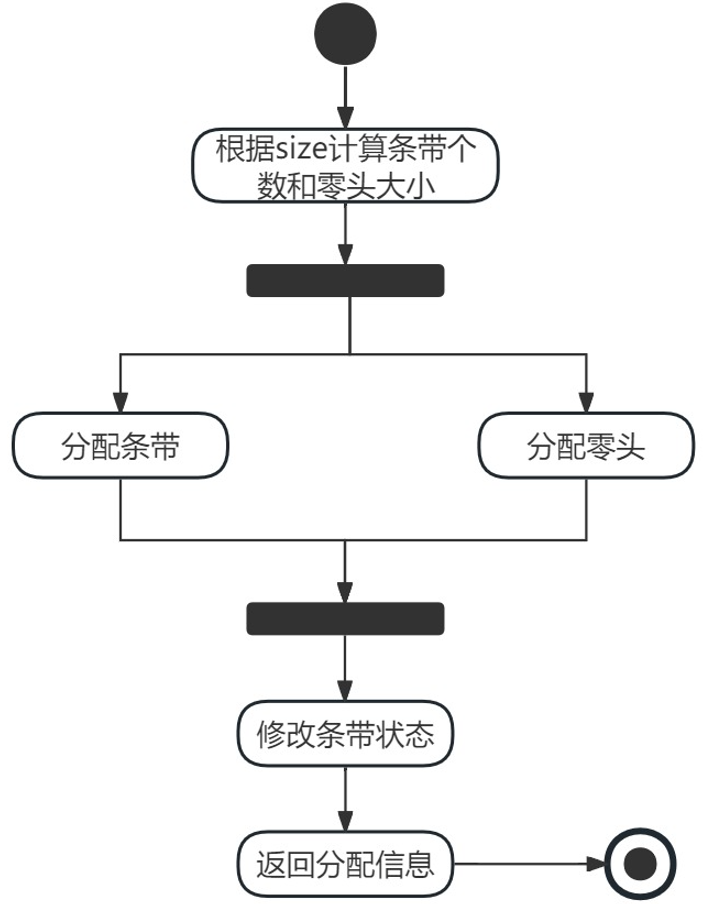 根据size计算条带个
数和零头大小
分配条带
分配零头
修改条带状态
返回分配信息